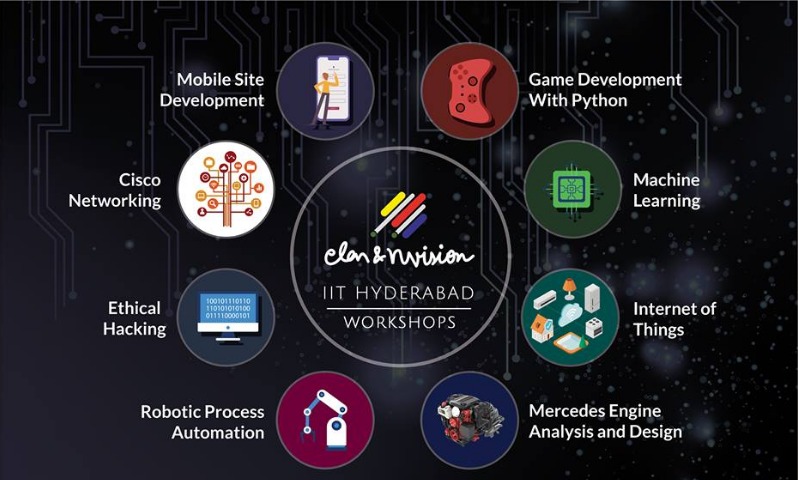 Mobile Site
Development
Game Development
With Python
Cisco
Networking
Machine
Learning
elan & nvision
IIT HYDERABAD
WORKSHOPS
Ethical
Hacking
100101110110
110101010100
011110000101
Internet of
Things
Robotic Process
Automation
Mercedes Engine
Analysis and Design